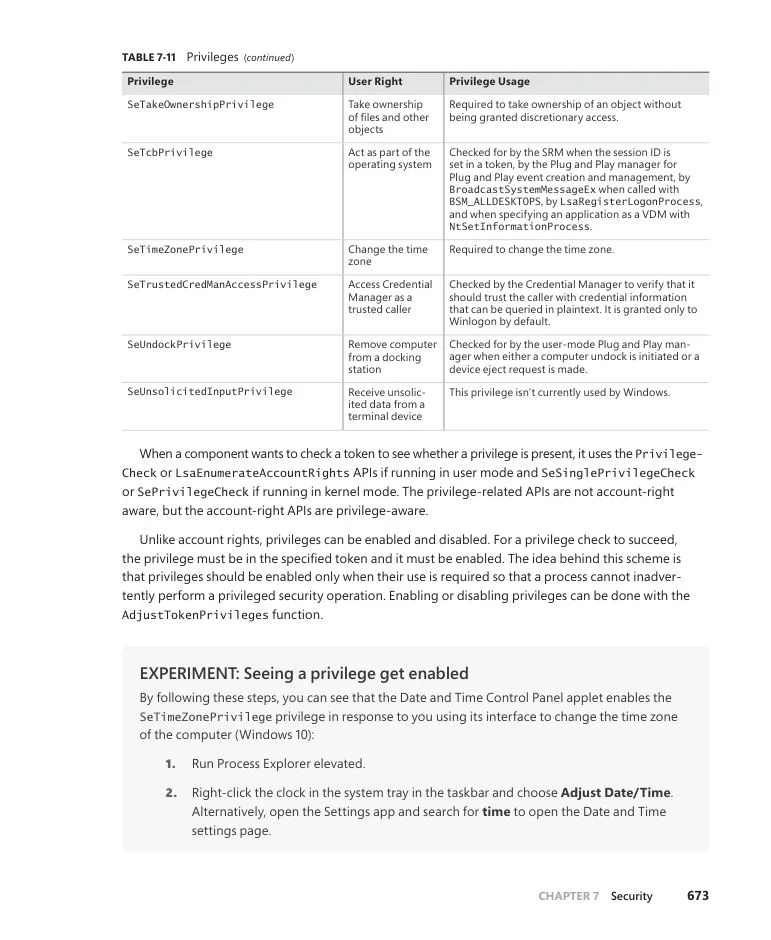 TABLE 7-11 Privileges (continued)
Privilege User Right Privilege Usage
SeTakeOwnershipPrivilege
Take ownership
of files and other
objects
Required to take ownership of an object without
being granted discretionary access.
SeTcbPrivilege
Act as part of the
operating system
Checked for by the SRM when the session ID is
set in a token, by the Plug and Play manager for
Plug and Play event creation and management, by
BroadcastSystemMessageEx when called with
BSM_ALLDESKTOPS, by LsaRegisterLogonProcess,
and when specifying an application as a VDM with
NtSetInformationProcess.
SeTimeZonePrivilege
Change the time
zone
Required to change the time zone.
SeTrustedCredManAccessPrivilege
Access Credential
Manager as a
trusted caller
Checked by the Credential Manager to verify that it
should trust the caller with credential information
that can be queried in plaintext. It is granted only to
Winlogon by default.
SeUndockPrivilege
Remove computer
from a docking
station
Checked for by the user-mode Plug and Play man-
ager when either a computer undock is initiated or a
device eject request is made.
SeUnsolicitedInputPrivilege
Receive unsolic-
ited data from a
terminal device
This privilege isn't currently used by Windows.
When a component wants to check a token to see whether a privilege is present, it uses the Privilege-
Check or LsaEnumerateAccountRights APIs if running in user mode and SeSinglePrivilegeCheck
or SePrivilegeCheck if running in kernel mode. The privilege-related APIs are not account-right
aware, but the account-right APIs are privilege-aware.
Unlike account rights, privileges can be enabled and disabled. For a privilege check to succeed,
the privilege must be in the specified token and it must be enabled. The idea behind this scheme is
that privileges should be enabled only when their use is required so that a process cannot inadver-
tently perform a privileged security operation. Enabling or disabling privileges can be done with the
AdjustTokenPrivileges function.
EXPERIMENT: Seeing a privilege get enabled
By following these steps, you can see that the Date and Time Control Panel applet enables the
SeTimeZonePrivilege privilege in response to you using its interface to change the time zone
of the computer (Windows 10):
1. Run Process Explorer elevated.
2. Right-click the clock in the system tray in the taskbar and choose Adjust Date/Time.
Alternatively, open the Settings app and search for time to open the Date and Time
settings page.
CHAPTER 7 Security 673